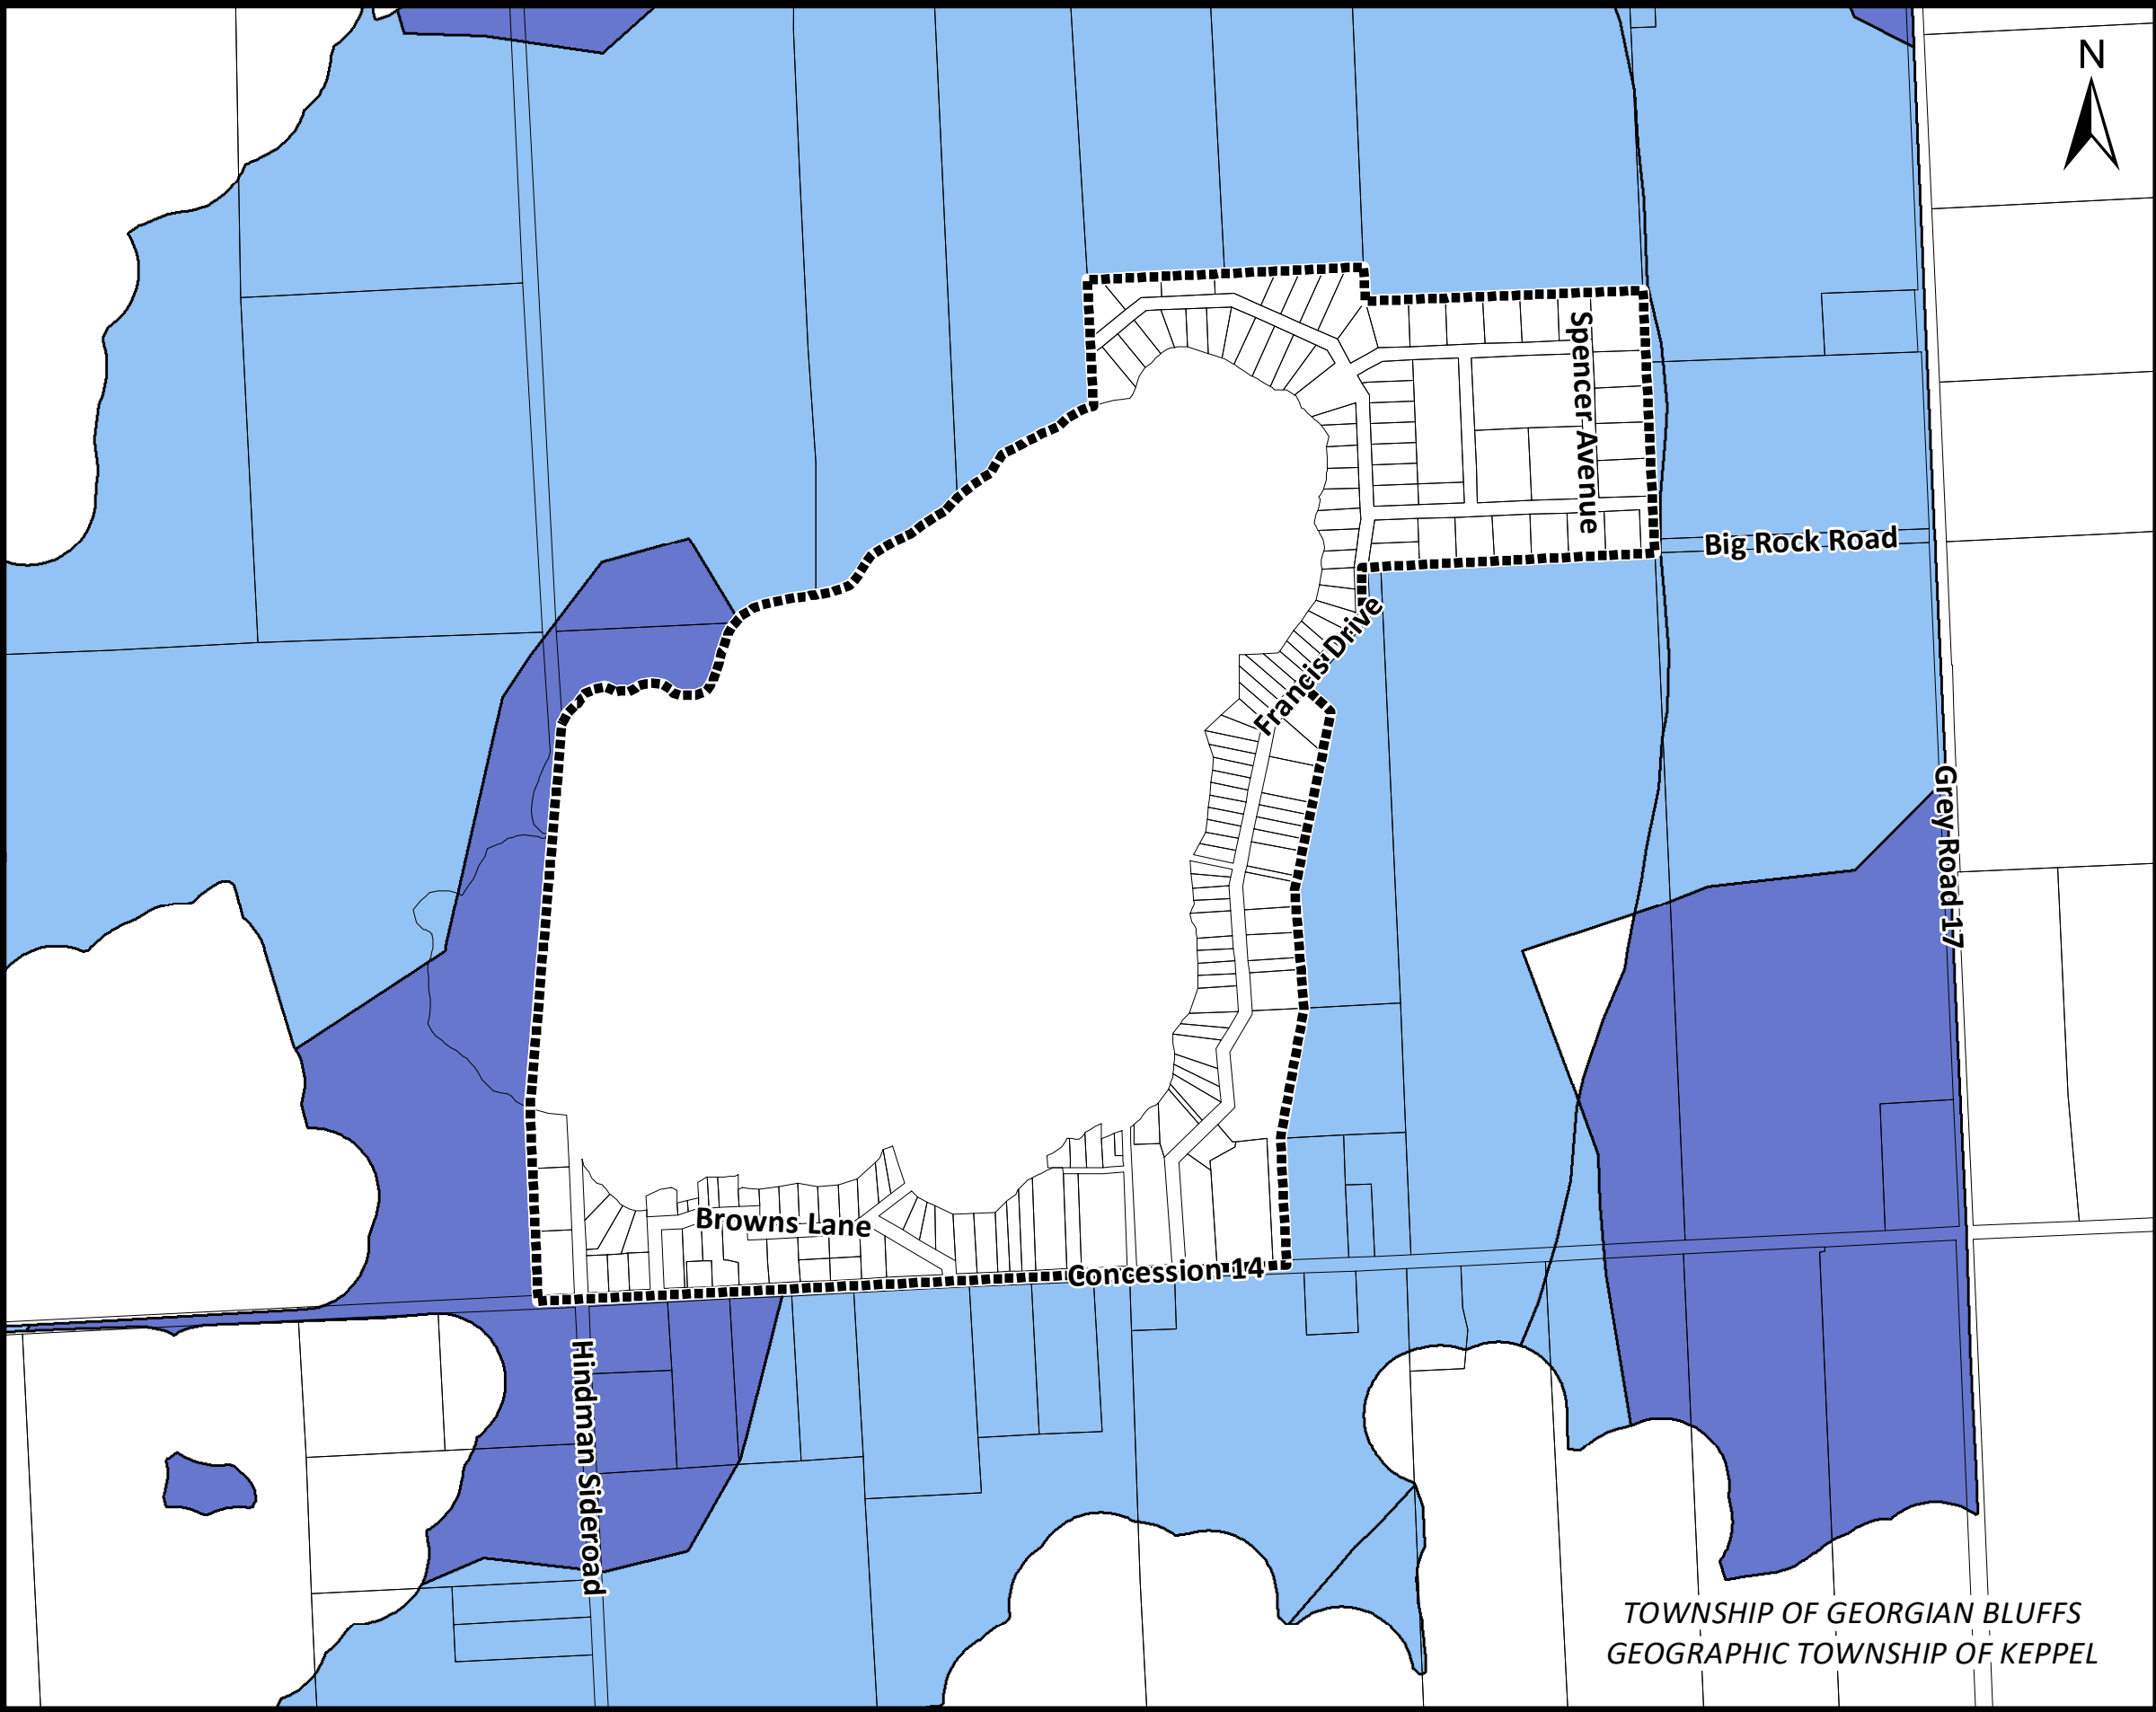 N
Spencer Avenue
Big Rock Road
Francis Drive
Grey Road 17
Browns Lane
Concession 14
Hindman Sideroad
TOWNSHIP OF GEORGIAN BLUFFS
GEOGRAPHIC TOWNSHIP OF KEPPEL